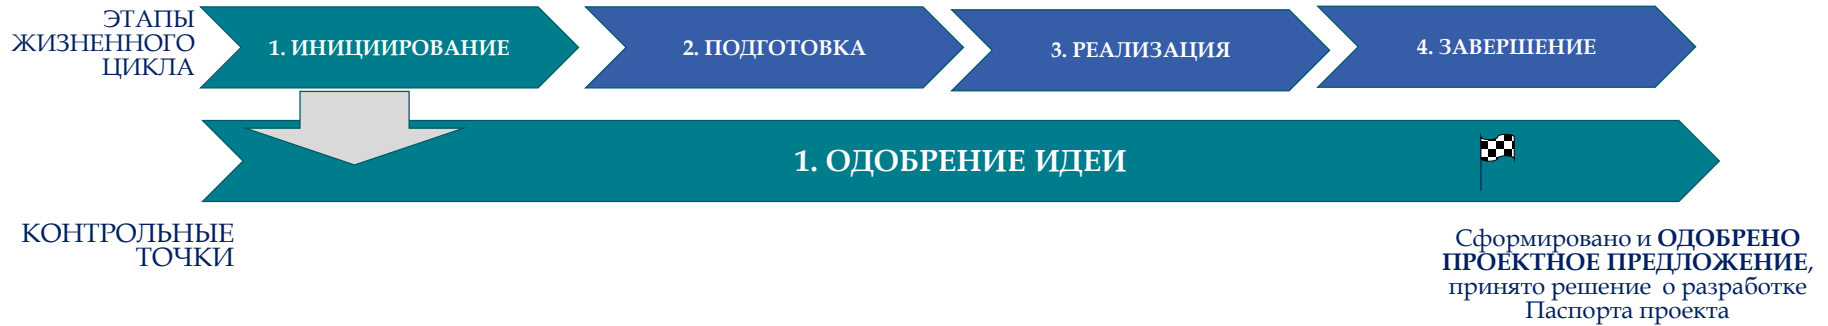 ЭТАПЫ
ЖИЗНЕННОГО
ЦИКЛА
1. ИНИЦИИРОВАНИЕ
2. ПОДГОТОВКА
3. РЕАЛИЗАЦИЯ
4. ЗАВЕРШЕНИЕ
1. ОДОБРЕНИЕ ИДЕИ
КОНТРОЛЬНЫЕ
ТОЧКИ
Сформировано и ОДОБРЕНО
ПРОЕКТНОЕ ПРЕДЛОЖЕНИЕ,
принято решение о разработке
Паспорта проекта